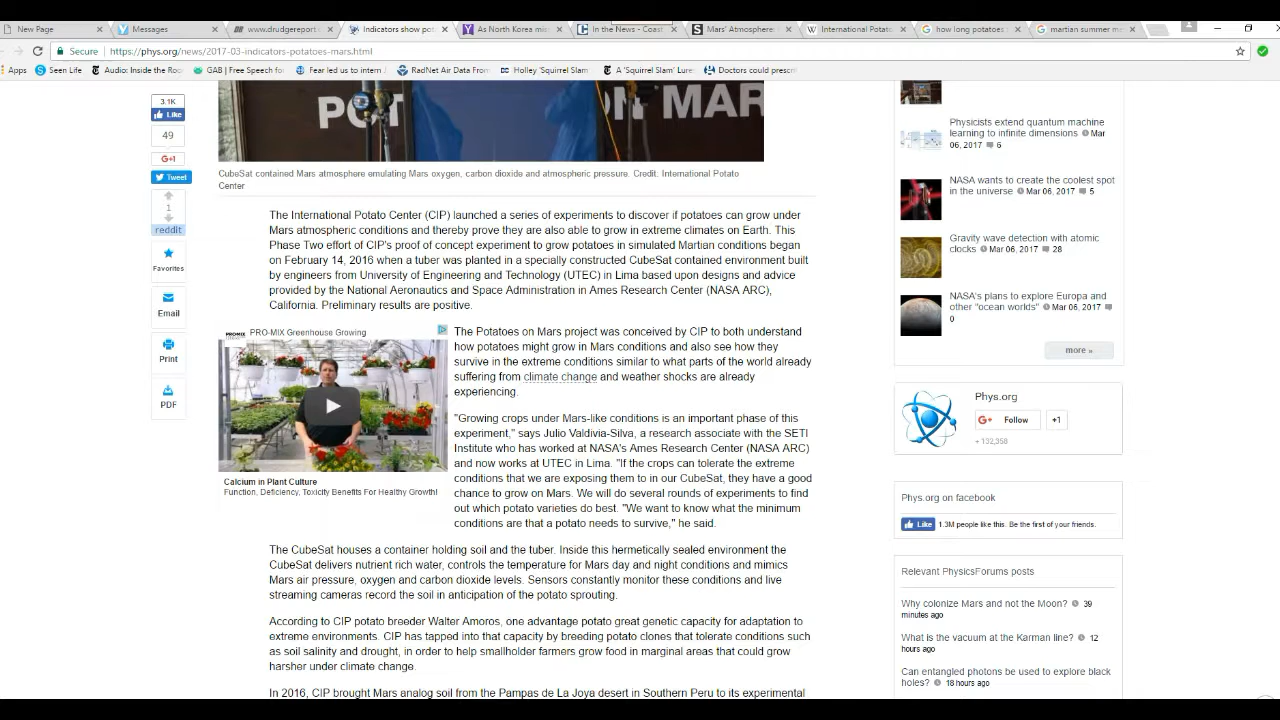 New Page
Messages
www.drudgereport
Indicators show pot
As North Korea mis
In the News - Coast
Mars' Atmosphere:
International Potato
how long potatoes
martian summer me
Secure https://phys.org/news/2017-03-indicators-potatoes-mars.html
Apps
Seen Life
Audio: Inside the Roc
GAB | Free Speech fo
Fear led us to intern J
RadNet Air Data From
Holley 'Squirrel Slam
A 'Squirrel Slam' Lure
Doctors could prescr
3.1K
Like
49
G+1
Tweet
1
reddit
Favorites
Email
Print
PDF
POT ON MAR
CubeSat contained Mars atmosphere emulating Mars oxygen, carbon dioxide and atmospheric pressure. Credit: International Potato
Center
The International Potato Center (CIP) launched a series of experiments to discover if potatoes can grow under
Mars atmospheric conditions and thereby prove they are also able to grow in extreme climates on Earth. This
Phase Two effort of CIP's proof of concept experiment to grow potatoes in simulated Martian conditions began
on February 14, 2016 when a tuber was planted in a specially constructed CubeSat contained environment built
by engineers from University of Engineering and Technology (UTEC) in Lima based upon designs and advice
provided by the National Aeronautics and Space Administration in Ames Research Center (NASA ARC),
California. Preliminary results are positive.
PRO-MIX PRO-MIX Greenhouse Growing
Calcium in Plant Culture
Function, Deficiency, Toxicity Benefits For Healthy Growth!
The Potatoes on Mars project was conceived by CIP to both understand
how potatoes might grow in Mars conditions and also see how they
survive in the extreme conditions similar to what parts of the world already
suffering from climate change and weather shocks are already
experiencing.
"Growing crops under Mars-like conditions is an important phase of this
experiment," says Julio Valdivia-Silva, a research associate with the SETI
Institute who has worked at NASA's Ames Research Center (NASA ARC)
and now works at UTEC in Lima. "If the crops can tolerate the extreme
conditions that we are exposing them to in our CubeSat, they have a good
chance to grow on Mars. We will do several rounds of experiments to find
out which potato varieties do best. "We want to know what the minimum
conditions are that a potato needs to survive," he said.
The CubeSat houses a container holding soil and the tuber. Inside this hermetically sealed environment the
CubeSat delivers nutrient rich water, controls the temperature for Mars day and night conditions and mimics
Mars air pressure, oxygen and carbon dioxide levels. Sensors constantly monitor these conditions and live
streaming cameras record the soil in anticipation of the potato sprouting.
According to CIP potato breeder Walter Amoros, one advantage potato great genetic capacity for adaptation to
extreme environments. CIP has tapped into that capacity by breeding potato clones that tolerate conditions such
as soil salinity and drought, in order to help smallholder farmers grow food in marginal areas that could grow
harsher under climate change.
In 2016, CIP brought Mars analog soil from the Pampas de La Joya desert in Southern Peru to its experimental
Physicists extend quantum machine
learning to infinite dimensions Mar
06, 2017 6
NASA wants to create the coolest spot
in the universe Mar 06, 2017 5
Gravity wave detection with atomic
clocks Mar 06, 2017 28
NASA's plans to explore Europa and
other "ocean worlds" Mar 06, 2017
0
more »
Phys.org
G+ Follow +1
+ 132,358
Phys.org on facebook
Like 1.3M people like this. Be the first of your friends.
Relevant PhysicsForums posts
Why colonize Mars and not the Moon? 39
minutes ago
What is the vacuum at the Karman line? 12
hours ago
Can entangled photons be used to explore black
holes? 18 hours ago